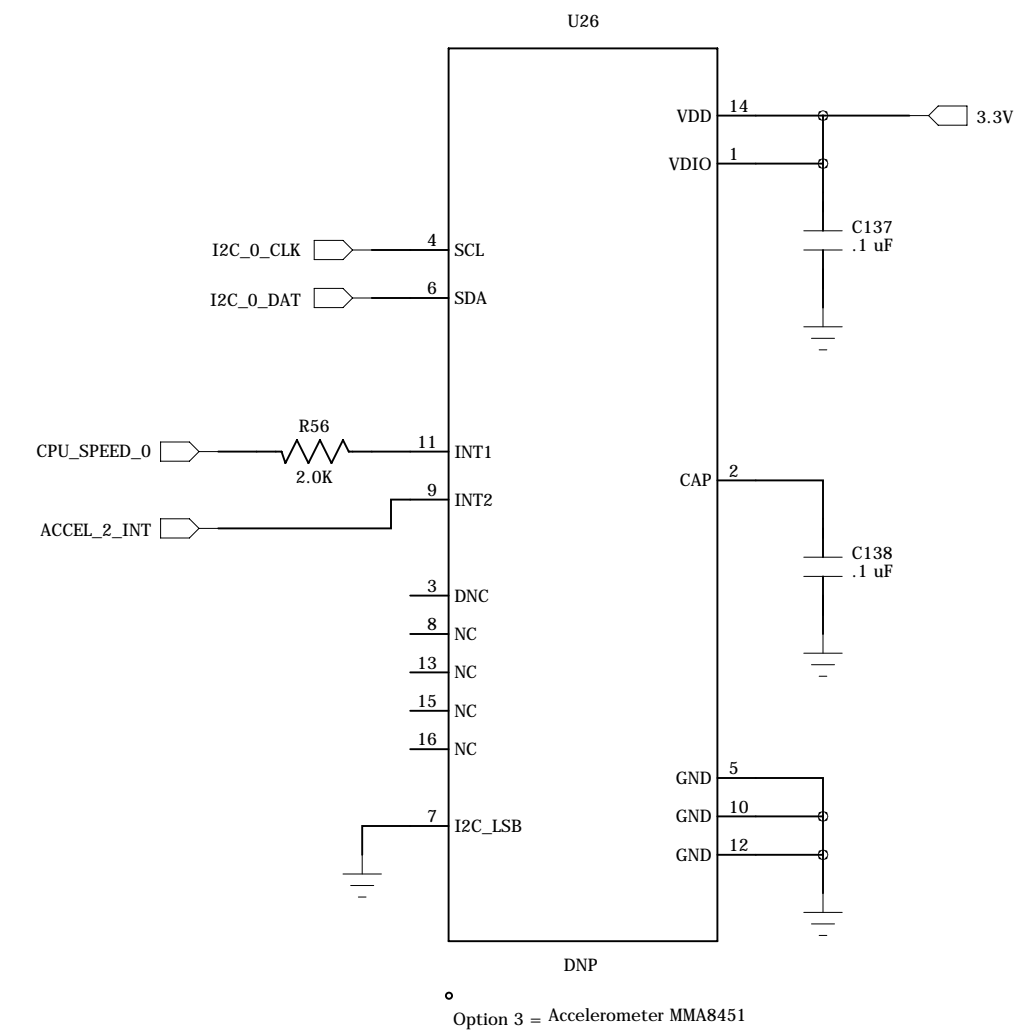 U26
VDD 14
3.3V
VDIO 1
C137
.1 uF
I2C_0_CLK 4 SCL
I2C_0_DAT 6 SDA
R56
CPU_SPEED_0 11 INT1
2.0K
CAP 2
9 INT2
ACCEL_2_INT
C138
.1 uF
3 DNC
8 NC
13 NC
15 NC
16 NC
GND 5
GND 10
7 I2C_LSB
GND 12
DNP
Option 3 = Accelerometer MMA8451